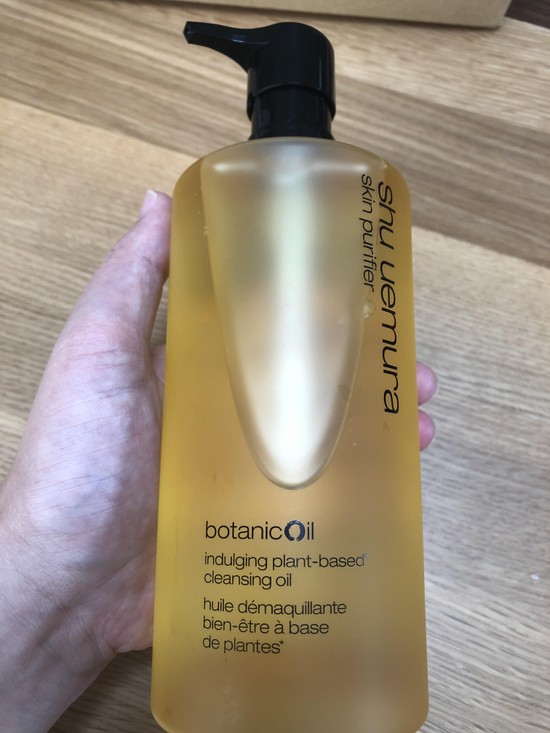 shu uemura
skin purifier
botanicOil
indulging plant-based*
cleansing oil
huile démaquillante
bien-être à base
de plantes*